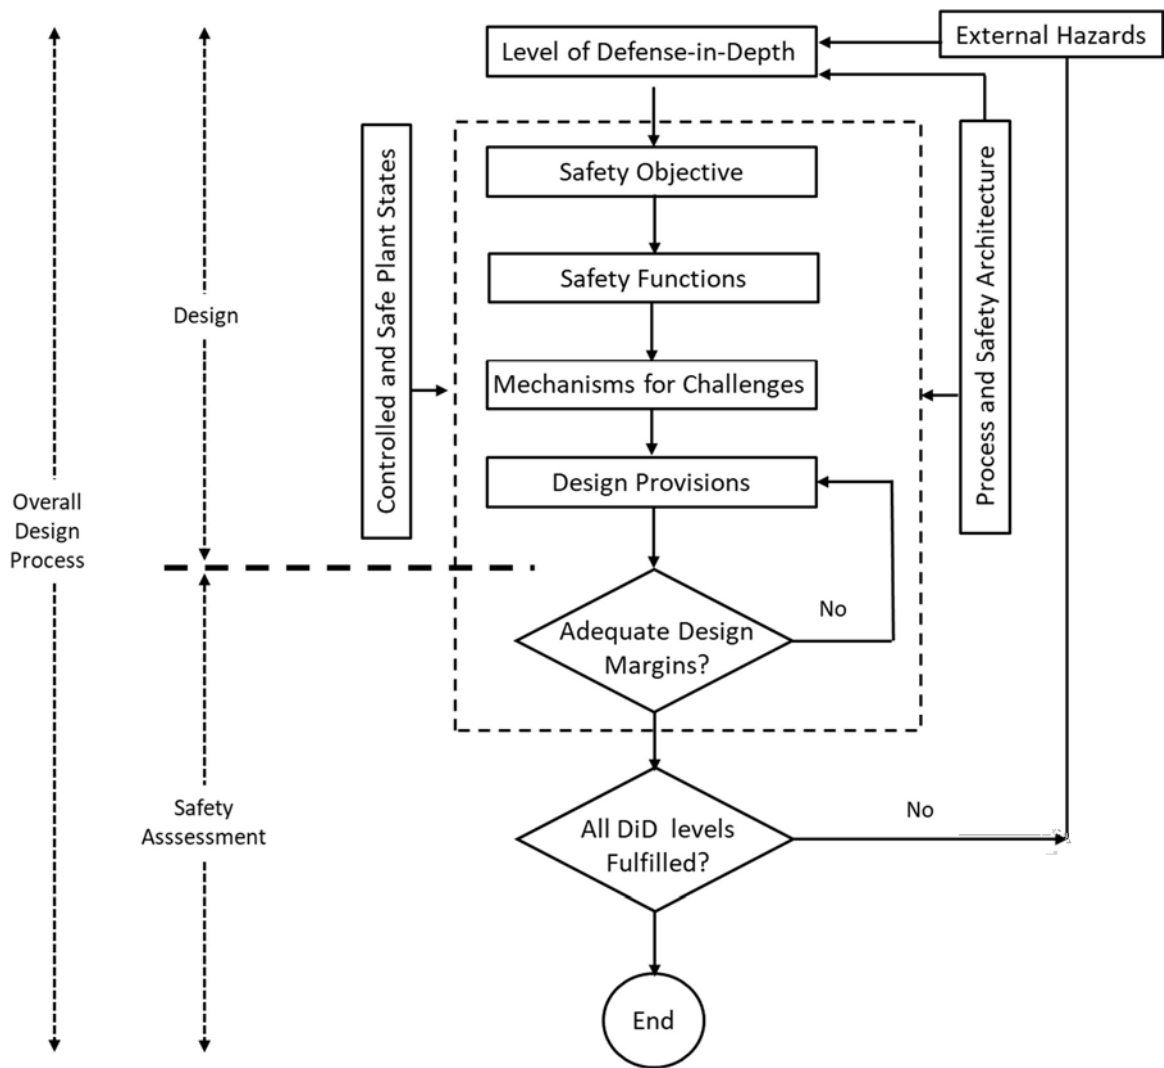 External Hazards
Level of Defense-in-Depth
Controlled and Safe Plant States
Process and Safety Architecture
Safety Objective
Safety Functions
Design
Mechanisms for Challenges
Design Provisions
Overall
Design
Process
No
Adequate Design
Margins?
Safety
Asssessment
No
All DiD levels
Fulfilled?
End